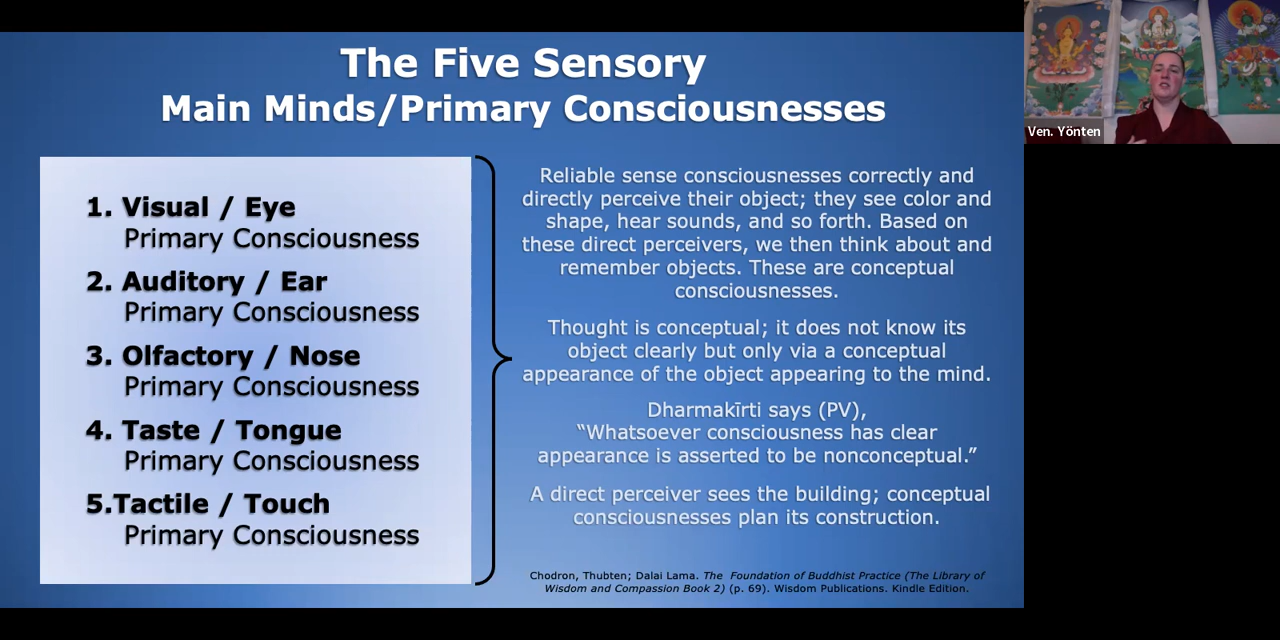 The Five Sensory
Main Minds/Primary Consciousnesses
1. Visual / Eye
Primary Consciousness
2. Auditory / Ear
Primary Consciousness
3. Olfactory / Nose
Primary Consciousness
4. Taste / Tongue
Primary Consciousness
5.Tactile / Touch
Primary Consciousness
Reliable sense consciousnesses correctly and
directly perceive their object; they see color and
shape, hear sounds, and so forth. Based on
these direct perceivers, we then think about and
remember objects. These are conceptual
consciousnesses.
Thought is conceptual; it does not know its
object clearly but only via a conceptual
appearance of the object appearing to the mind.
Dharmakīrti says (PV),
“Whatsoever consciousness has clear
appearance is asserted to be nonconceptual.”
A direct perceiver sees the building; conceptual
consciousnesses plan its construction.
Chodron, Thubten; Dalai Lama. The Foundation of Buddhist Practice (The Library of
Wisdom and Compassion Book 2) (p. 69). Wisdom Publications. Kindle Edition.
Ven. Yönten